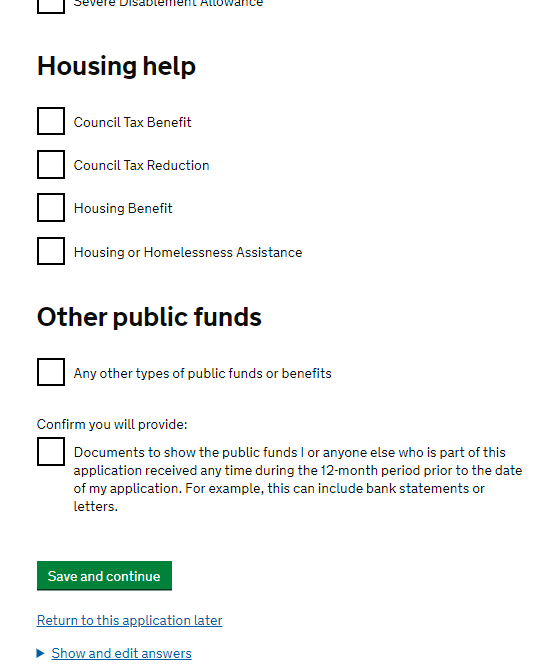 Severe Disablement Allowance
Housing help
Council Tax Benefit
Council Tax Reduction
Housing Benefit
Housing or Homelessness Assistance
Other public funds
Any other types of public funds or benefits
Confirm you will provide:
Documents to show the public funds I or anyone else who is part of this
application received any time during the 12-month period prior to the date
of my application. For example, this can include bank statements or
letters.
Save and continue
Return to this application later
Show and edit answers